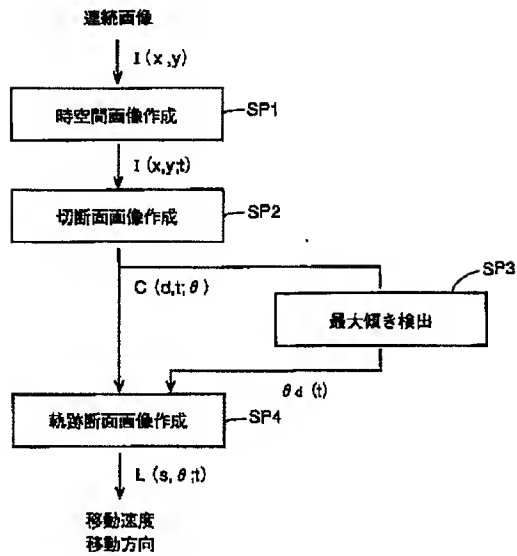 連続画像
I(x,y)
時空間画像作成
SP1
I(x,y;t)
切断面画像作成
SP2
C(d,t;θ)
SP3
最大傾き検出
θd(t)
軌跡断面画像作成
SP4
L(s,θ;t)
移動速度
移動方向